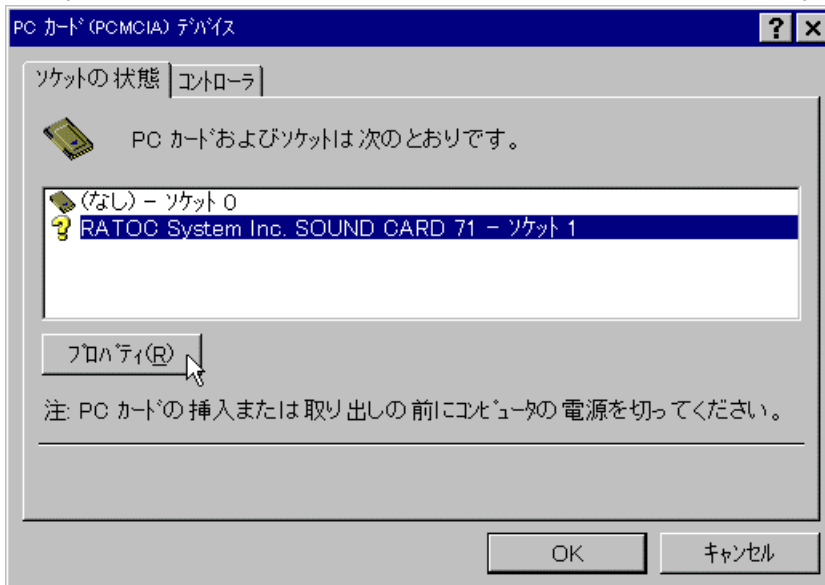 PC ｶｰﾄﾞ(PCMCIA) ﾃﾞﾊﾞｲｽ
ｿｹｯﾄの状態 ｺﾝﾄﾛｰﾗ
PC ｶｰﾄﾞおよびｿｹｯﾄは次のとおりです。
(なし) − ｿｹｯﾄ 0
RATOC System Inc. SOUND CARD 71 − ｿｹｯﾄ 1
ﾌﾟﾛﾊﾟﾃｨ(R)
注: PC ｶｰﾄﾞの挿入または取り出しの前にｺﾝﾋﾟｭｰﾀの電源を切ってください。
OK ｷｬﾝｾﾙ